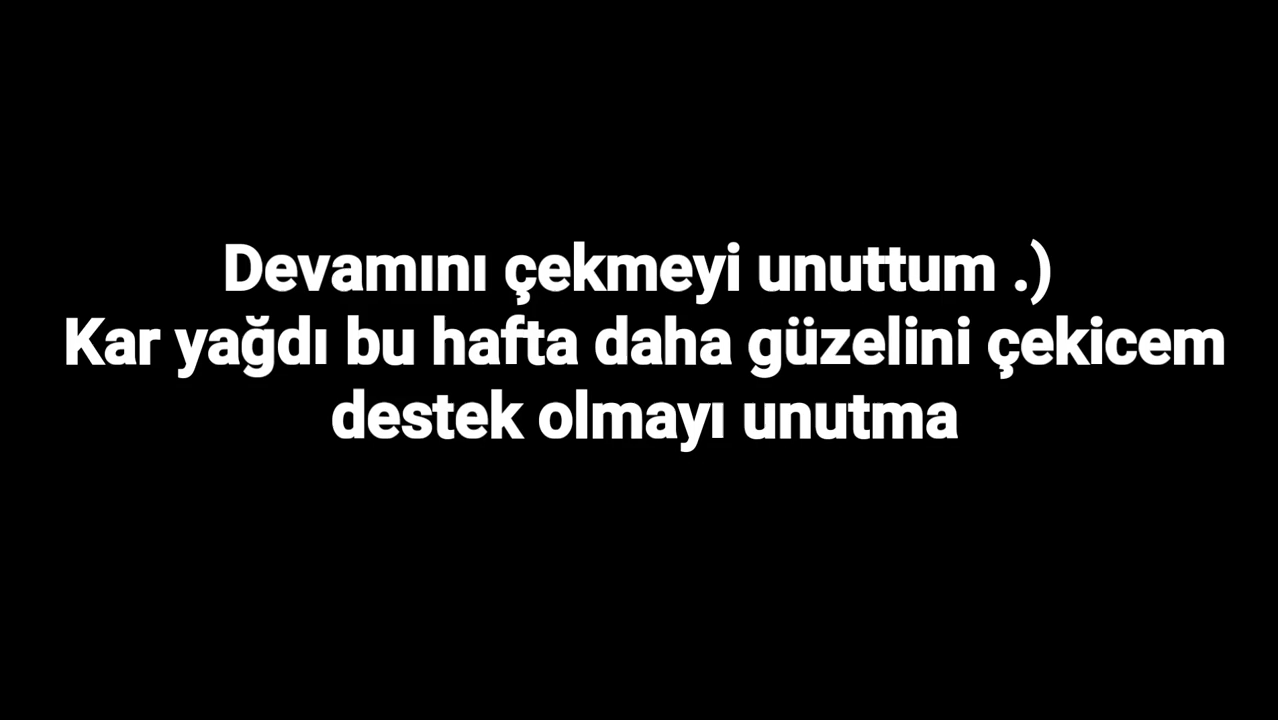 Devamını çekmeyi unuttum .)
Kar yağdı bu hafta daha güzelini çekicem
destek olmayı unutma